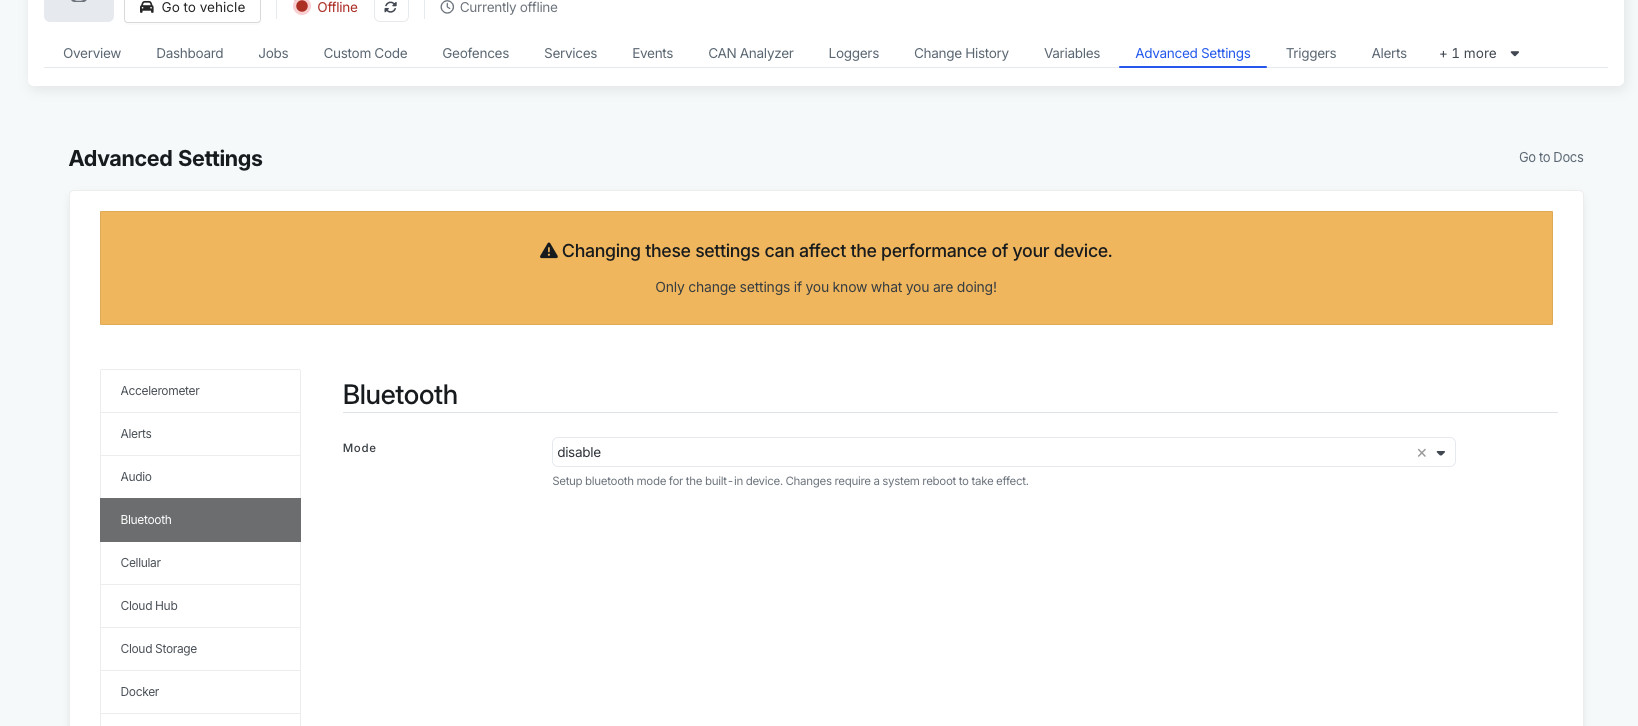 Go to vehicle Offline Currently offline
Overview Dashboard Jobs Custom Code Geofences Services Events CAN Analyzer Loggers Change History Variables Advanced Settings Triggers Alerts + 1 more
Advanced Settings Go to Docs
Changing these settings can affect the performance of your device.
Only change settings if you know what you are doing!
Accelerometer
Alerts
Audio
Bluetooth
Cellular
Cloud Hub
Cloud Storage
Docker
Bluetooth
Mode disable
Setup bluetooth mode for the built-in device. Changes require a system reboot to take effect.